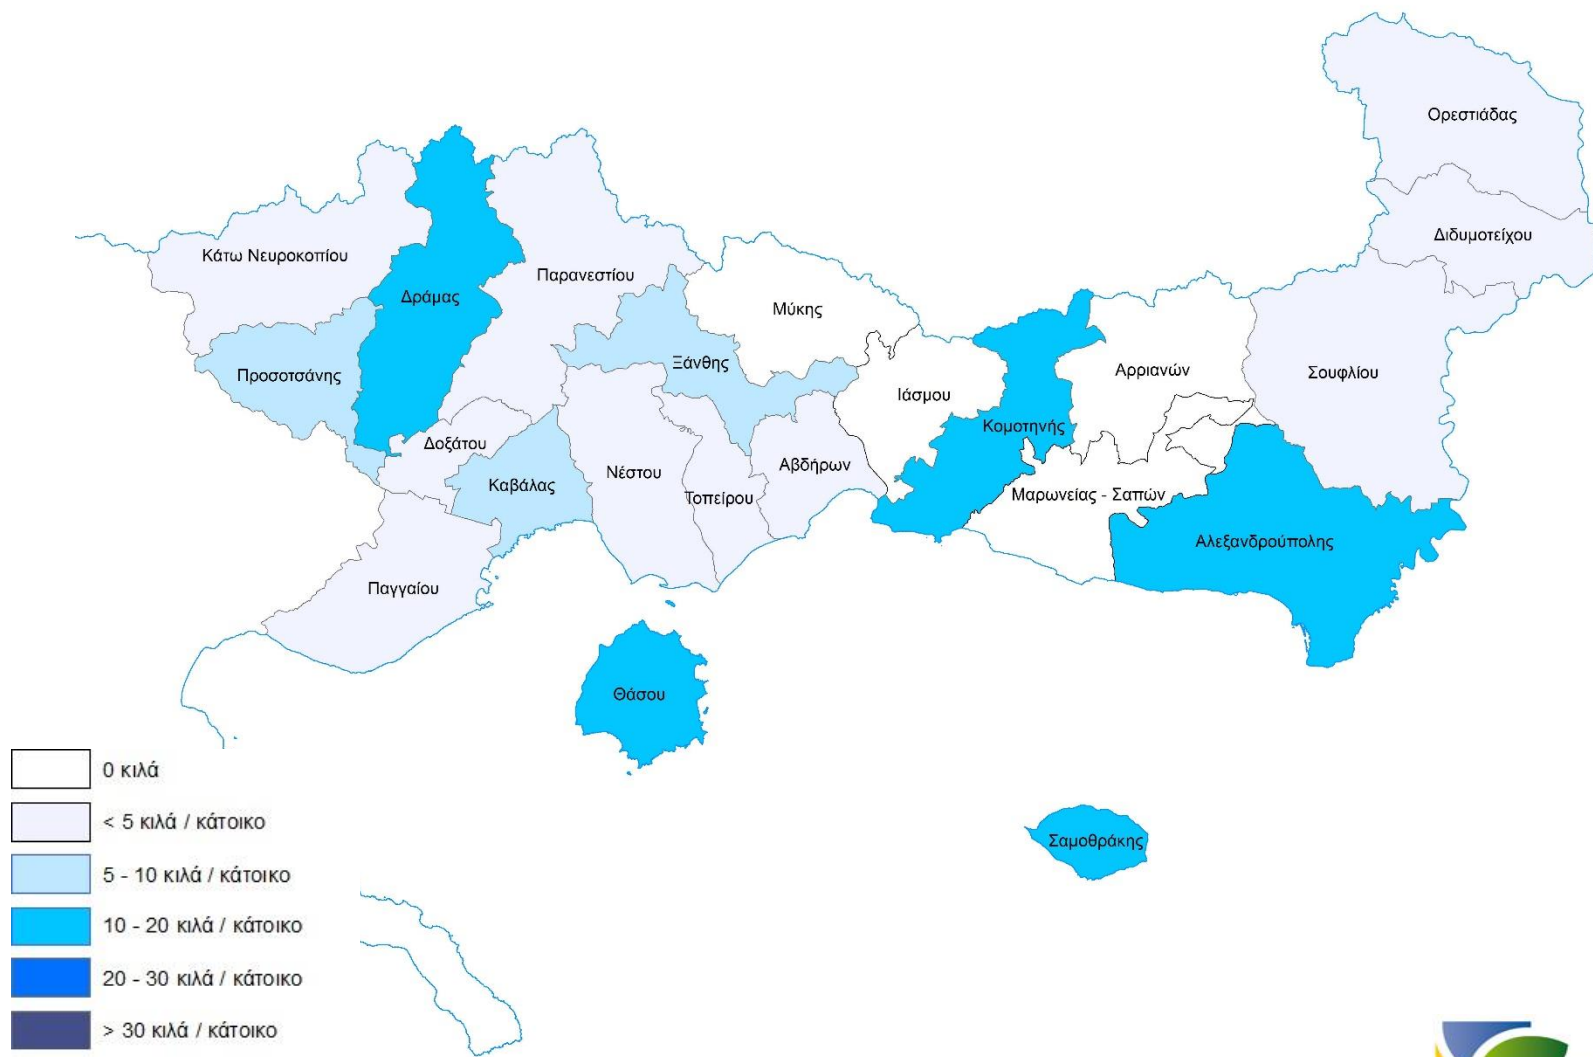 Ορεστιάδας
Διδυμοτείχου
Κάτω Νευροκοπίου
Παρανεστίου
Δράμας
Μύκης
Ξάνθης
Αρριανών
Σουφλίου
Προσοτσάνης
Ιάσμου
Κομοτηνής
Δοξάτου
Αβδήρων
Νέστου
Καβάλας
Τοπείρου
Μαρωνείας - Σαπών
Αλεξανδρούπολης
Παγγαίου
Θάσου
Σαμοθράκης
0 κιλά
< 5 κιλά / κάτοικο
5 - 10 κιλά / κάτοικο
10 - 20 κιλά / κάτοικο
20 - 30 κιλά / κάτοικο
> 30 κιλά / κάτοικο